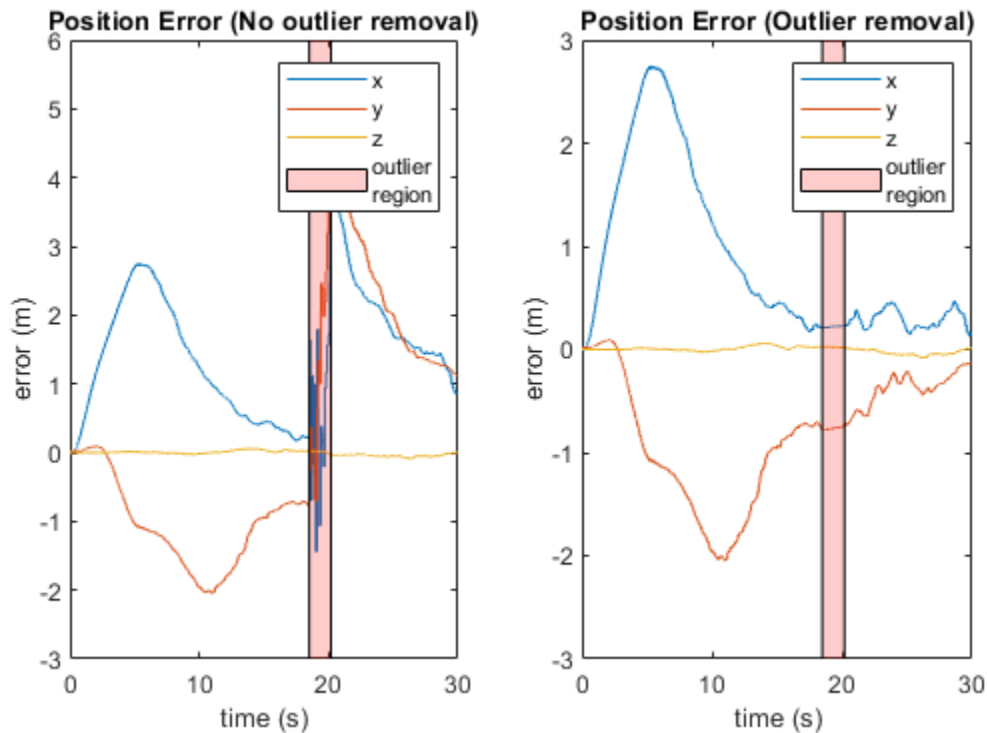 Position Error (No outlier removal)
6
5
4
3
2
1
0
-1
-2
-3
error (m)
x
y
z
outlier
region
0
10
20
30
time (s)
Position Error (Outlier removal)
3
2
1
0
-1
-2
-3
error (m)
x
y
z
outlier
region
0
10
20
30
time (s)